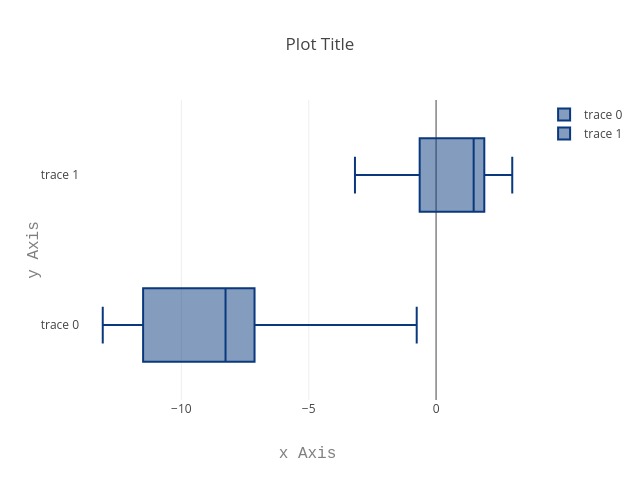 Plot Title
trace 0
trace 1
trace 1
y Axis
trace 0
−10
−5
0
x Axis